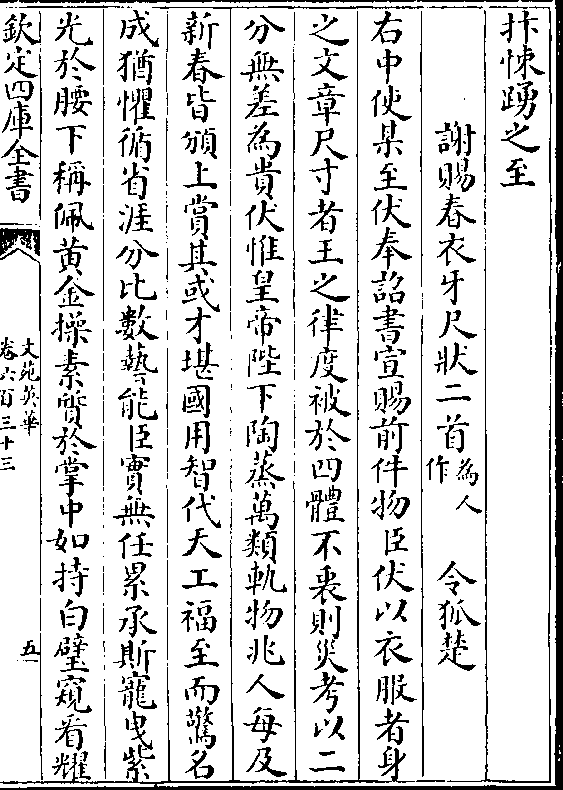 抃悚踴之至
謝賜春衣牙尺狀二首為人作　令狐楚
右中使某至伏奉詔書宣賜前件物臣伏以衣服者身
之文章尺寸者王之律度被於四體不衷則災考以二
分無差為貴伏惟皇帝陛下陶蒸萬類軌物兆人每及
新春皆頒上賞其或才堪國用智代天工福至而驚名
成猶懼循省涯分比數藝能臣實無任累承斯寵曳紫
光於腰下稱佩黃金操素質於掌中如持白璧窺看耀
欽定四庫全書
文苑英華
卷六百三十三
五